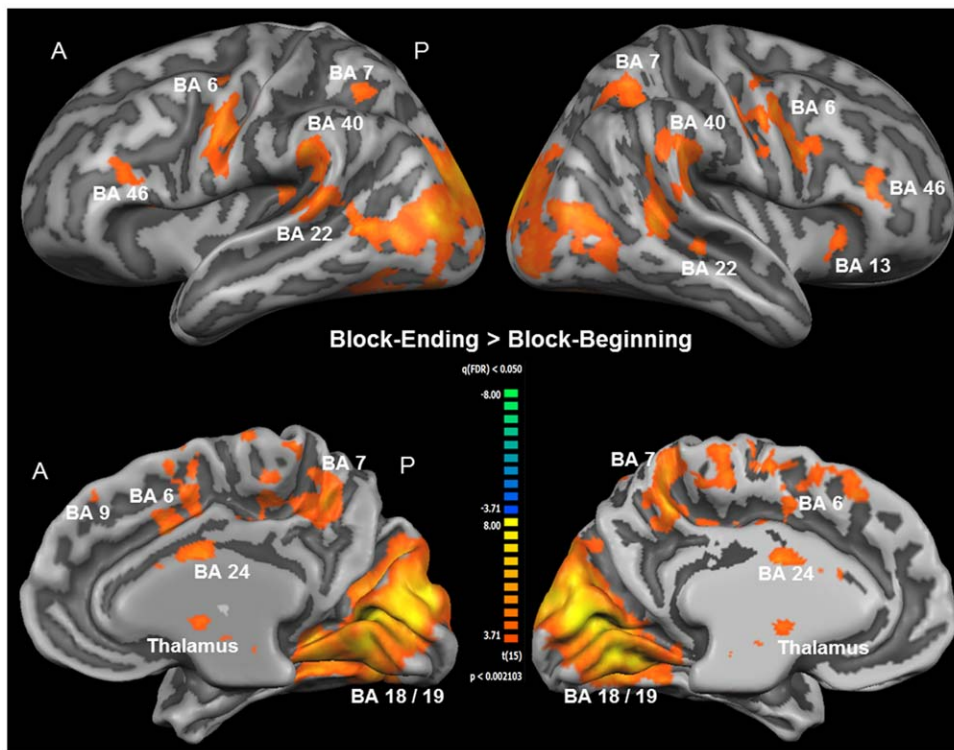 A
P
BA 6
BA 7
BA 7
BA 6
BA 40
BA 40
BA 46
BA 46
BA 22
BA 22
BA 13
Block-Ending > Block-Beginning
q(FDR) < 0.050
-8.00
-3.71
8.00
3.71
t(15)
p < 0.002103
A
P
BA 7
BA 7
BA 6
BA 6
BA 9
BA 24
BA 24
Thalamus
Thalamus
BA 18 / 19
BA 18 / 19